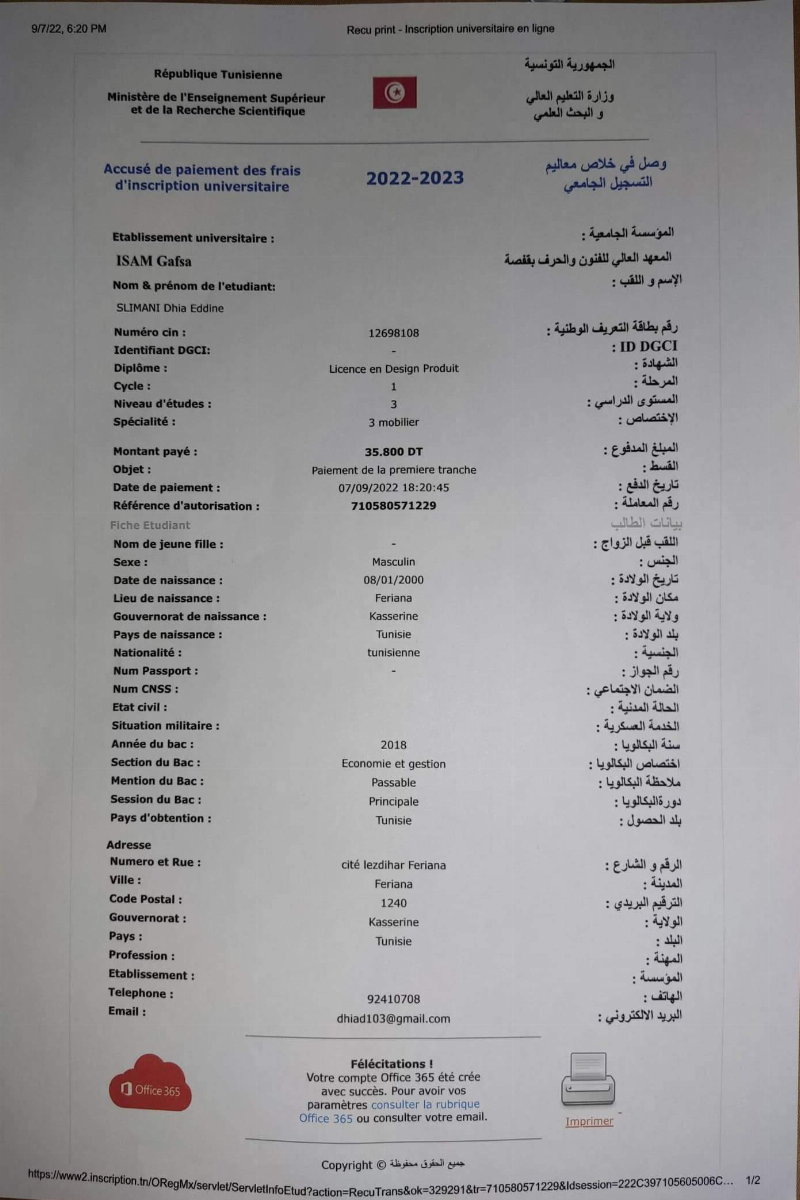 9/7/22, 6:20 PM Recu print - Inscription universitaire en ligne
République Tunisienne الجمهورية التونسية
Ministère de l'Enseignement Supérieur وزارة التعليم العالي
et de la Recherche Scientifique و البحث العلمي
Accusé de paiement des frais 2022-2023 وصل في خلاص معاليم
d'inscription universitaire التسجيل الجامعي
Etablissement universitaire : المؤسسة الجامعية :
ISAM Gafsa المعهد العالي للفنون والحرف بقفصة
Nom & prénom de l'etudiant: الإسم و اللقب :
SLIMANI Dhia Eddine
Numéro cin : 12698108 رقم بطاقة التعريف الوطنية :
Identifiant DGCI: - ID DGCI :
Diplôme : Licence en Design Produit الشهادة :
Cycle : 1 المرحلة :
Niveau d'études : 3 المستوى الدراسي :
Spécialité : 3 mobilier الإختصاص :
Montant payé : 35.800 DT المبلغ المدفوع :
Objet : Paiement de la premiere tranche القسط :
Date de paiement : 07/09/2022 18:20:45 تاريخ الدفع :
Référence d'autorisation : 710580571229 رقم المعاملة :
Fiche Etudiant بيانات الطالب
Nom de jeune fille : - اللقب قبل الزواج :
Sexe : Masculin الجنس :
Date de naissance : 08/01/2000 تاريخ الولادة :
Lieu de naissance : Feriana مكان الولادة :
Gouvernorat de naissance : Kasserine ولاية الولادة :
Pays de naissance : Tunisie بلد الولادة :
Nationalité : tunisienne الجنسية :
Num Passport : - رقم الجواز :
Num CNSS : الضمان الاجتماعي :
Etat civil : الحالة المدنية :
Situation militaire : الخدمة العسكرية :
Année du bac : 2018 سنة البكالويا :
Section du Bac : Economie et gestion اختصاص البكالويا :
Mention du Bac : Passable ملاحظة البكالويا :
Session du Bac : Principale دورةالبكالويا :
Pays d'obtention : Tunisie بلد الحصول :
Adresse
Numero et Rue : cité lezdihar Feriana الرقم و الشارع :
Ville : Feriana المدينة :
Code Postal : 1240 الترقيم البريدي :
Gouvernorat : Kasserine الولاية :
Pays : Tunisie البلد :
Profession : المهنة :
Etablissement : المؤسسة :
Telephone : 92410708 الهاتف :
Email : dhiad103@gmail.com البريد الالكتروني :
Félécitations !
Votre compte Office 365 été crée
avec succès. Pour avoir vos
paramètres consulter la rubrique
Office 365 ou consulter votre email.
Office 365
Imprimer
Copyright © جميع الحقوق محفوظة
https://www2.inscription.tn/ORegMx/servlet/ServletInfoEtud?action=RecuTrans&ok=329291&tr=710580571229&Idsession=222C397105605006C... 1/2